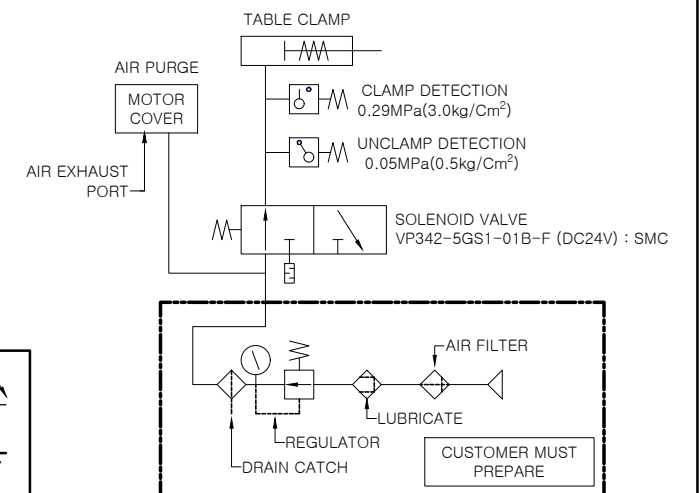 TABLE CLAMP
AIR PURGE
MOTOR
COVER
CLAMP DETECTION
0.29MPa(3.0kg/Cm²)
UNCLAMP DETECTION
0.05MPa(0.5kg/Cm²)
AIR EXHAUST
PORT
SOLENOID VALVE
VP342-5GS1-01B-F (DC24V) : SMC
AIR FILTER
LUBRICATE
REGULATOR
DRAIN CATCH
CUSTOMER MUST
PREPARE